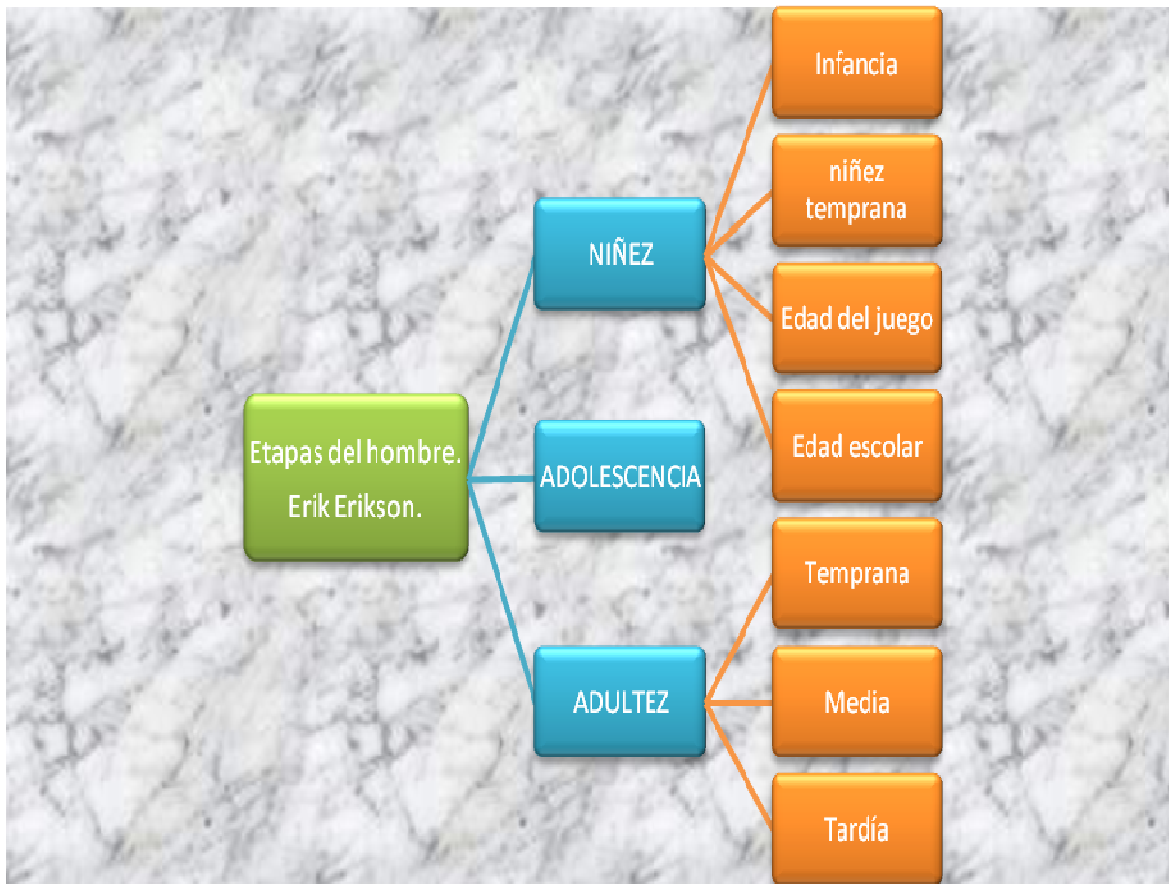 Etapas del hombre.
Erik Erikson.
NIÑEZ
Infancia
niñez
temprana
Edad del juego
Edad escolar
ADOLESCENCIA
ADULTEZ
Temprana
Media
Tardía